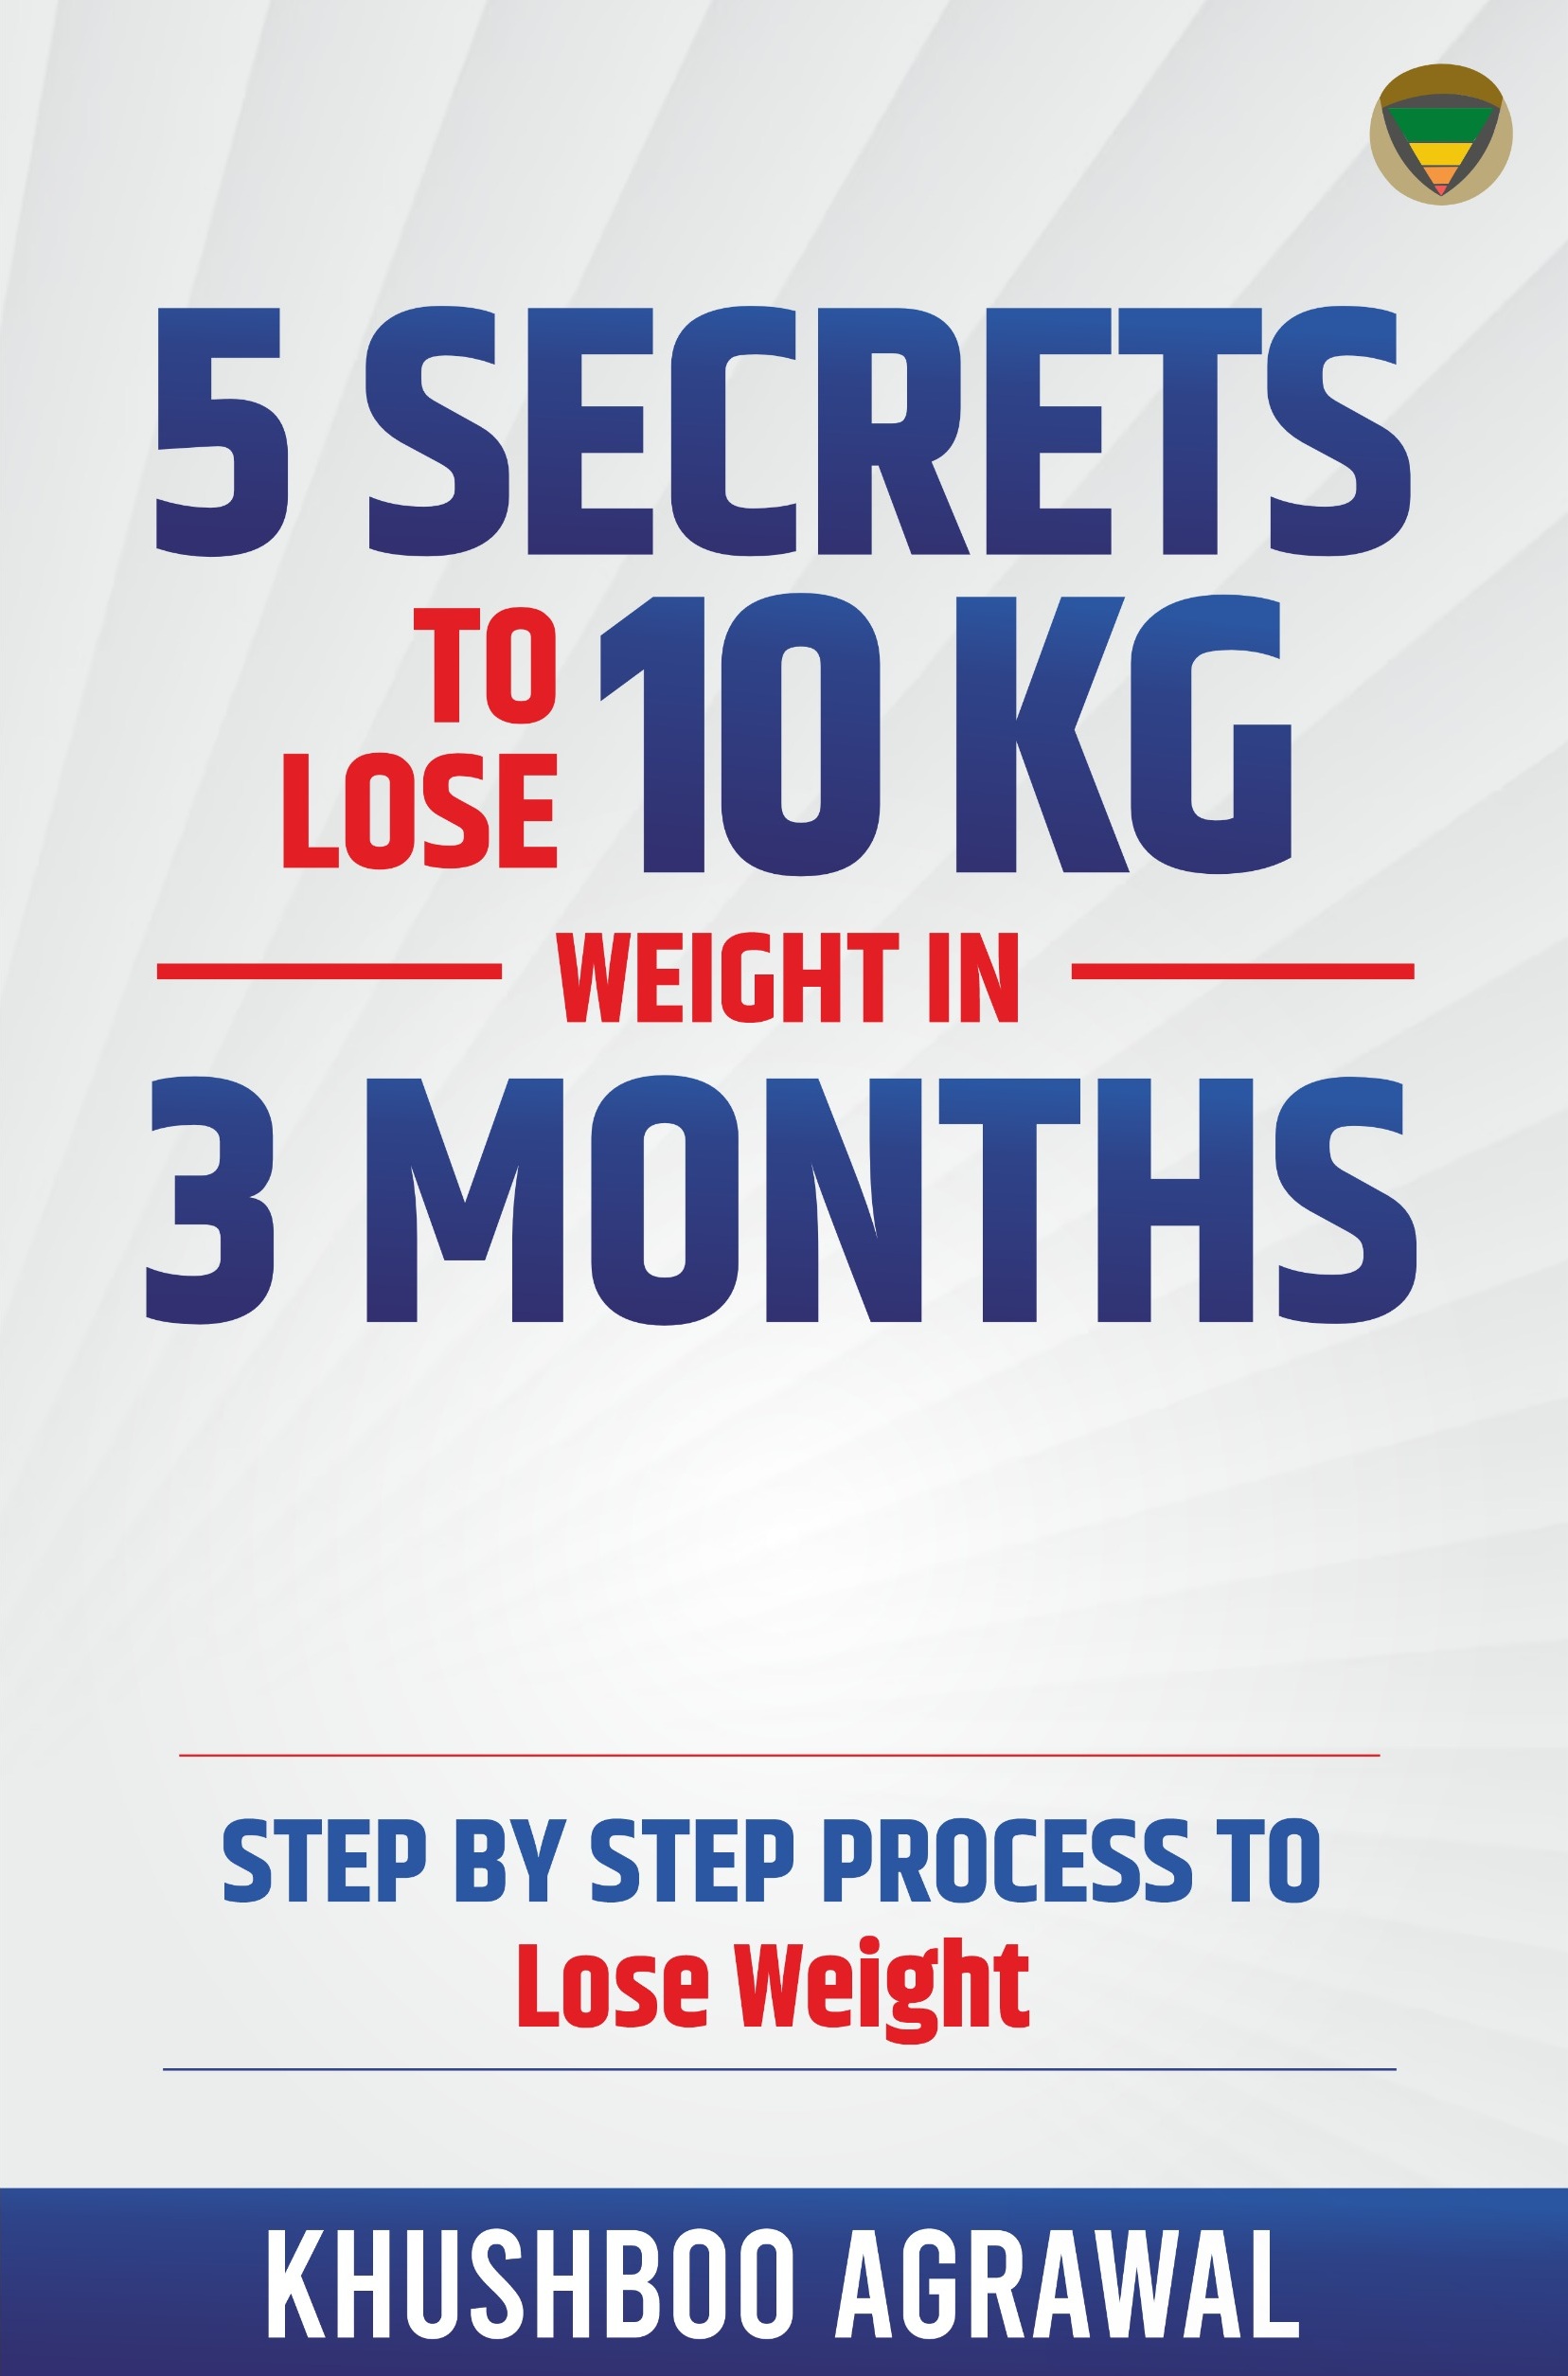 5 SECRETS
TO
LOSE
10 KG
WEIGHT IN
3 MONTHS
STEP BY STEP PROCESS TO
Lose Weight
KHUSHBOO AGRAWAL